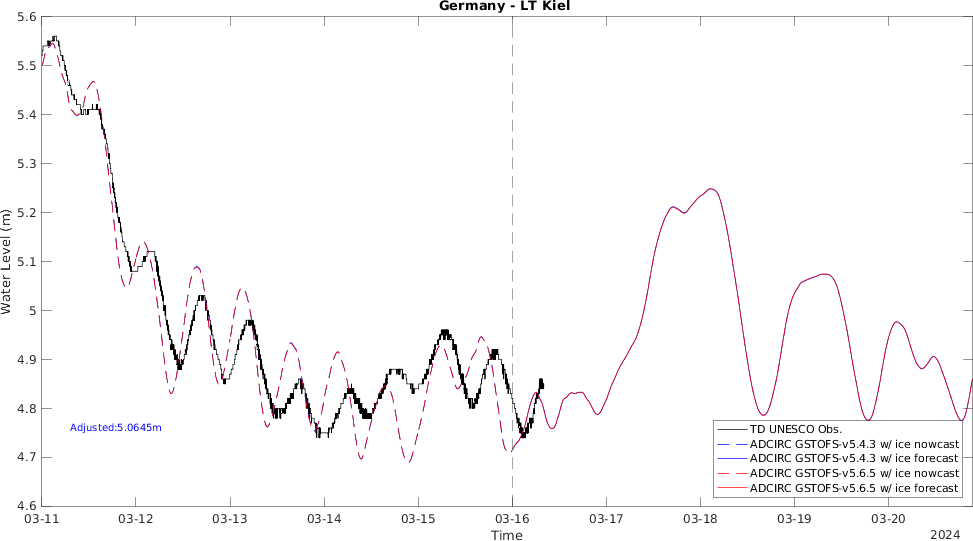 Germany - LT Kiel
Water Level (m)
5.6
5.5
5.4
5.3
5.2
5.1
5
4.9
4.8
4.7
4.6
Adjusted:5.0645m
TD UNESCO Obs.
ADCIRC GSTOFS-v5.4.3 w/ ice nowcast
ADCIRC GSTOFS-v5.4.3 w/ ice forecast
ADCIRC GSTOFS-v5.6.5 w/ ice nowcast
ADCIRC GSTOFS-v5.6.5 w/ ice forecast
03-11 03-12 03-13 03-14 03-15 03-16 03-17 03-18 03-19 03-20
Time
2024